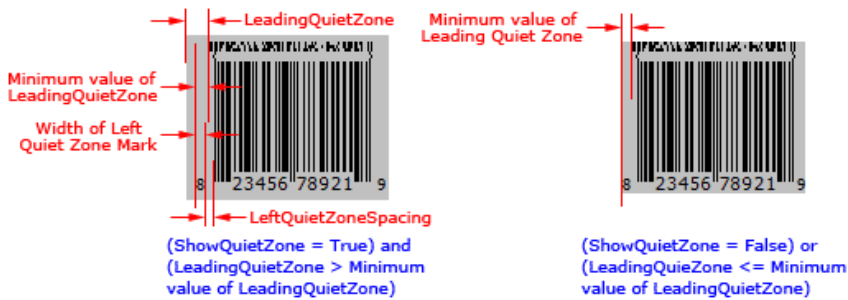 LeadingQuietZone
Minimum value of
LeadingQuietZone
Width of Left
Quiet Zone Mark
8 23456 78921 9
LeftQuietZoneSpacing
(ShowQuietZone = True) and
(LeadingQuietZone > Minimum
value of LeadingQuietZone)
Minimum value of
Leading Quiet Zone
8 23456 78921 9
(ShowQuietZone = False) or
(LeadingQuieZone <= Minimum
value of LeadingQuietZone)